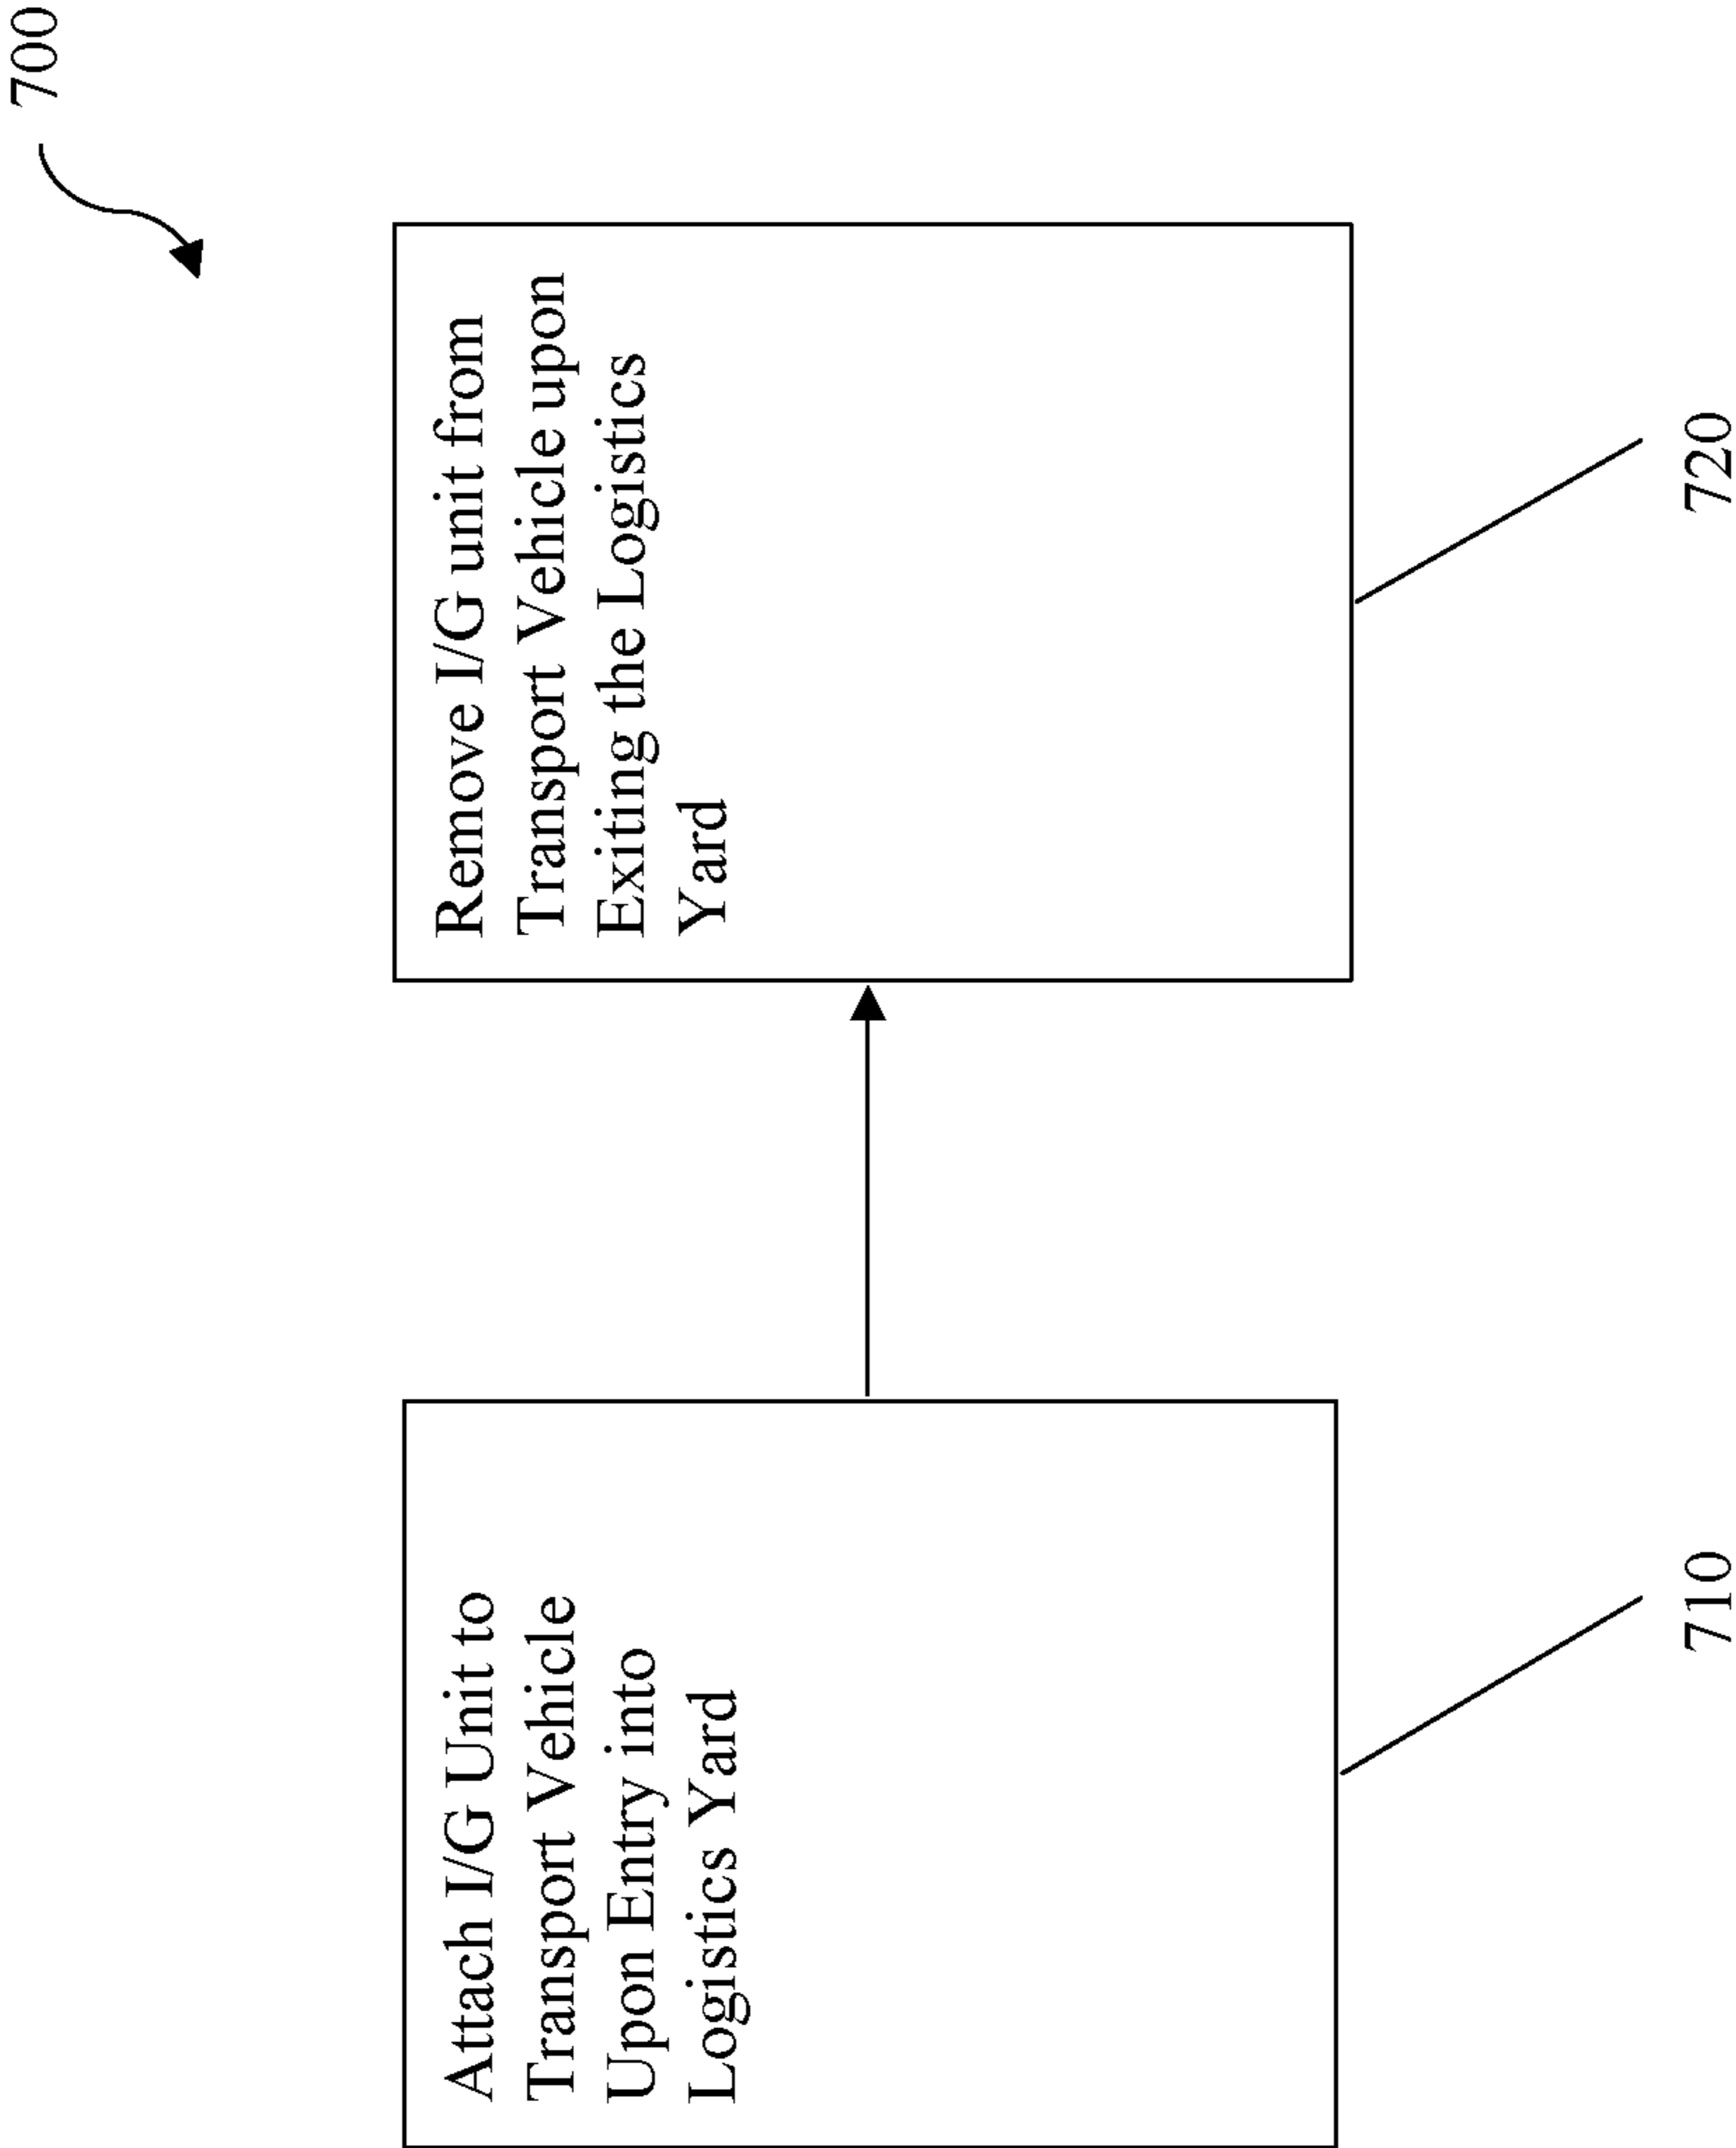 700
Attach I/G Unit to
Transport Vehicle
Upon Entry into
Logistics Yard
Remove I/G unit from
Transport Vehicle upon
Exiting the Logistics
Yard
710
720